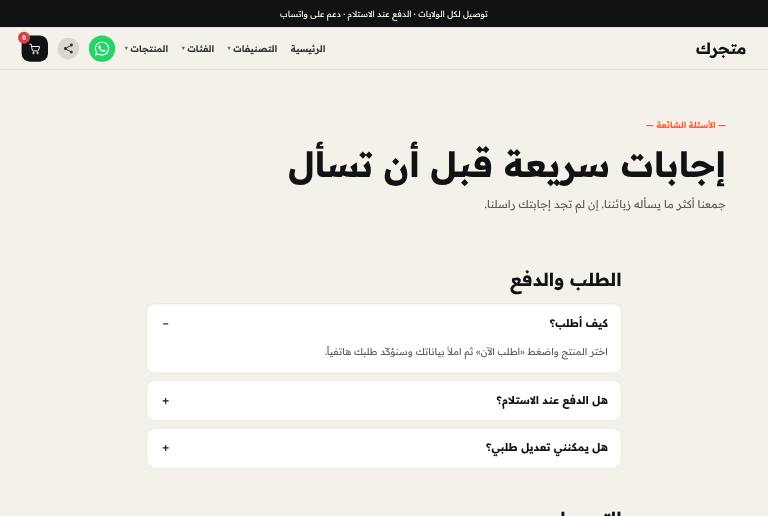 توصيل لكل الولايات · الدفع عند الاستلام · دعم على واتساب
متجرك
الرئيسية التصنيفات الفئات المنتجات
0
— الأسئلة الشائعة —
إجابات سريعة قبل أن تسأل
جمعنا أكثر ما يسأله زبائننا. إن لم تجد إجابتك راسلنا.
الطلب والدفع
كيف أطلب؟ −
اختر المنتج واضغط «اطلب الآن» ثم املأ بياناتك وسنؤكّد طلبك هاتفياً.
هل الدفع عند الاستلام؟ +
هل يمكنني تعديل طلبي؟ +